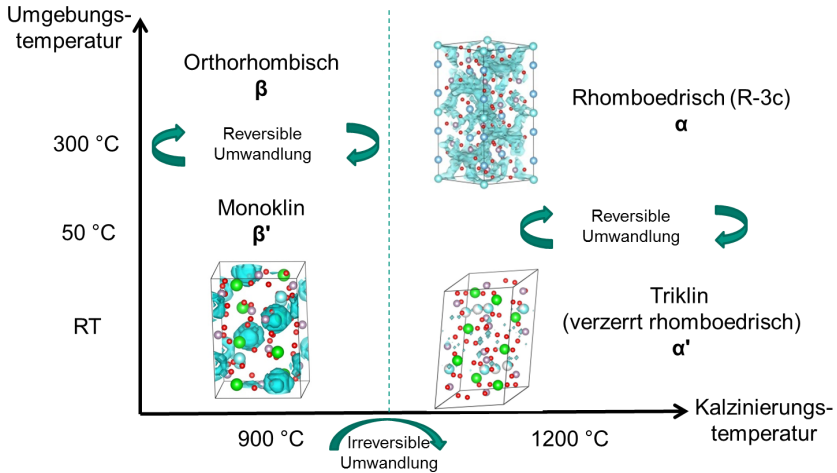 Umgebungs-
temperatur
Orthorhombisch
β
Rhomboedrisch (R-3c)
α
300 °C
Reversible
Umwandlung
Monoklin
β'
50 °C
Reversible
Umwandlung
Triklin
(verzerrt rhomboedrisch)
α'
RT
Kalzinierungs-
temperatur
900 °C
Irreversible
Umwandlung
1200 °C